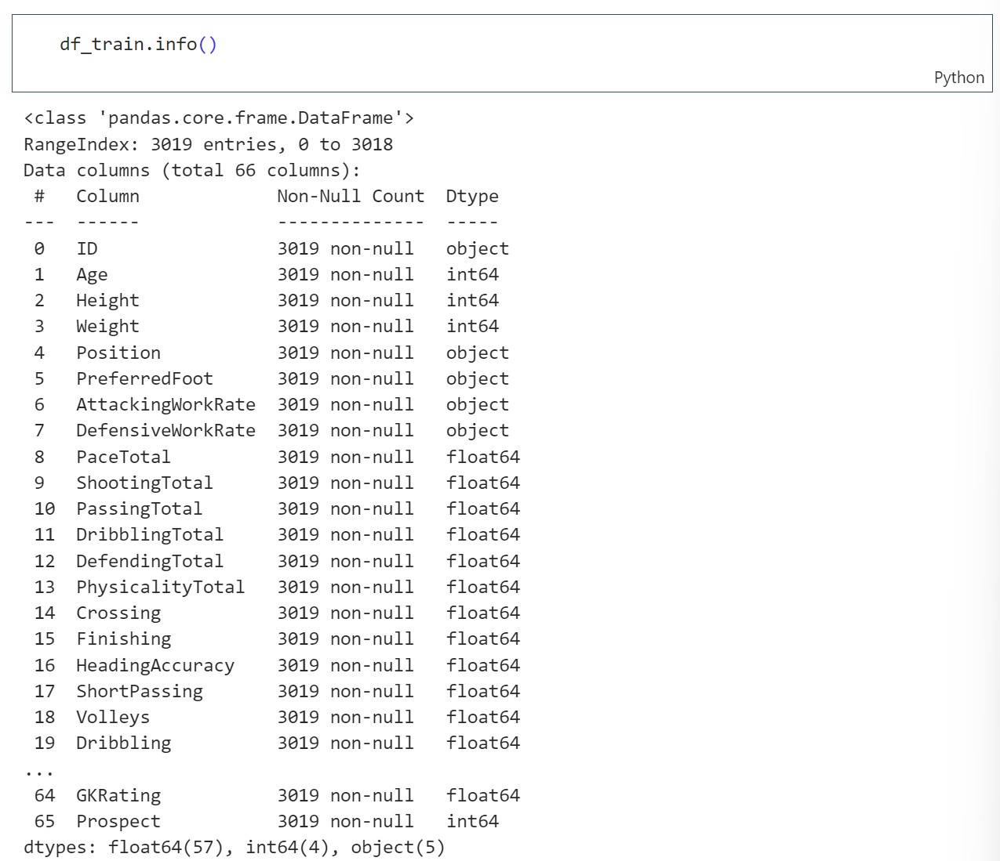 df_train.info()
Python
<class 'pandas.core.frame.DataFrame'>
RangeIndex: 3019 entries, 0 to 3018
Data columns (total 66 columns):
 #   Column              Non-Null Count  Dtype
---  ------              --------------  -----
 0   ID                  3019 non-null   object
 1   Age                 3019 non-null   int64
 2   Height              3019 non-null   int64
 3   Weight              3019 non-null   int64
 4   Position            3019 non-null   object
 5   PreferredFoot       3019 non-null   object
 6   AttackingWorkRate   3019 non-null   object
 7   DefensiveWorkRate   3019 non-null   object
 8   PaceTotal           3019 non-null   float64
 9   ShootingTotal       3019 non-null   float64
 10  PassingTotal        3019 non-null   float64
 11  DribblingTotal      3019 non-null   float64
 12  DefendingTotal      3019 non-null   float64
 13  PhysicalityTotal    3019 non-null   float64
 14  Crossing            3019 non-null   float64
 15  Finishing           3019 non-null   float64
 16  HeadingAccuracy     3019 non-null   float64
 17  ShortPassing        3019 non-null   float64
 18  Volleys             3019 non-null   float64
 19  Dribbling           3019 non-null   float64
...
 64  GKRating            3019 non-null   float64
 65  Prospect            3019 non-null   int64
dtypes: float64(57), int64(4), object(5)